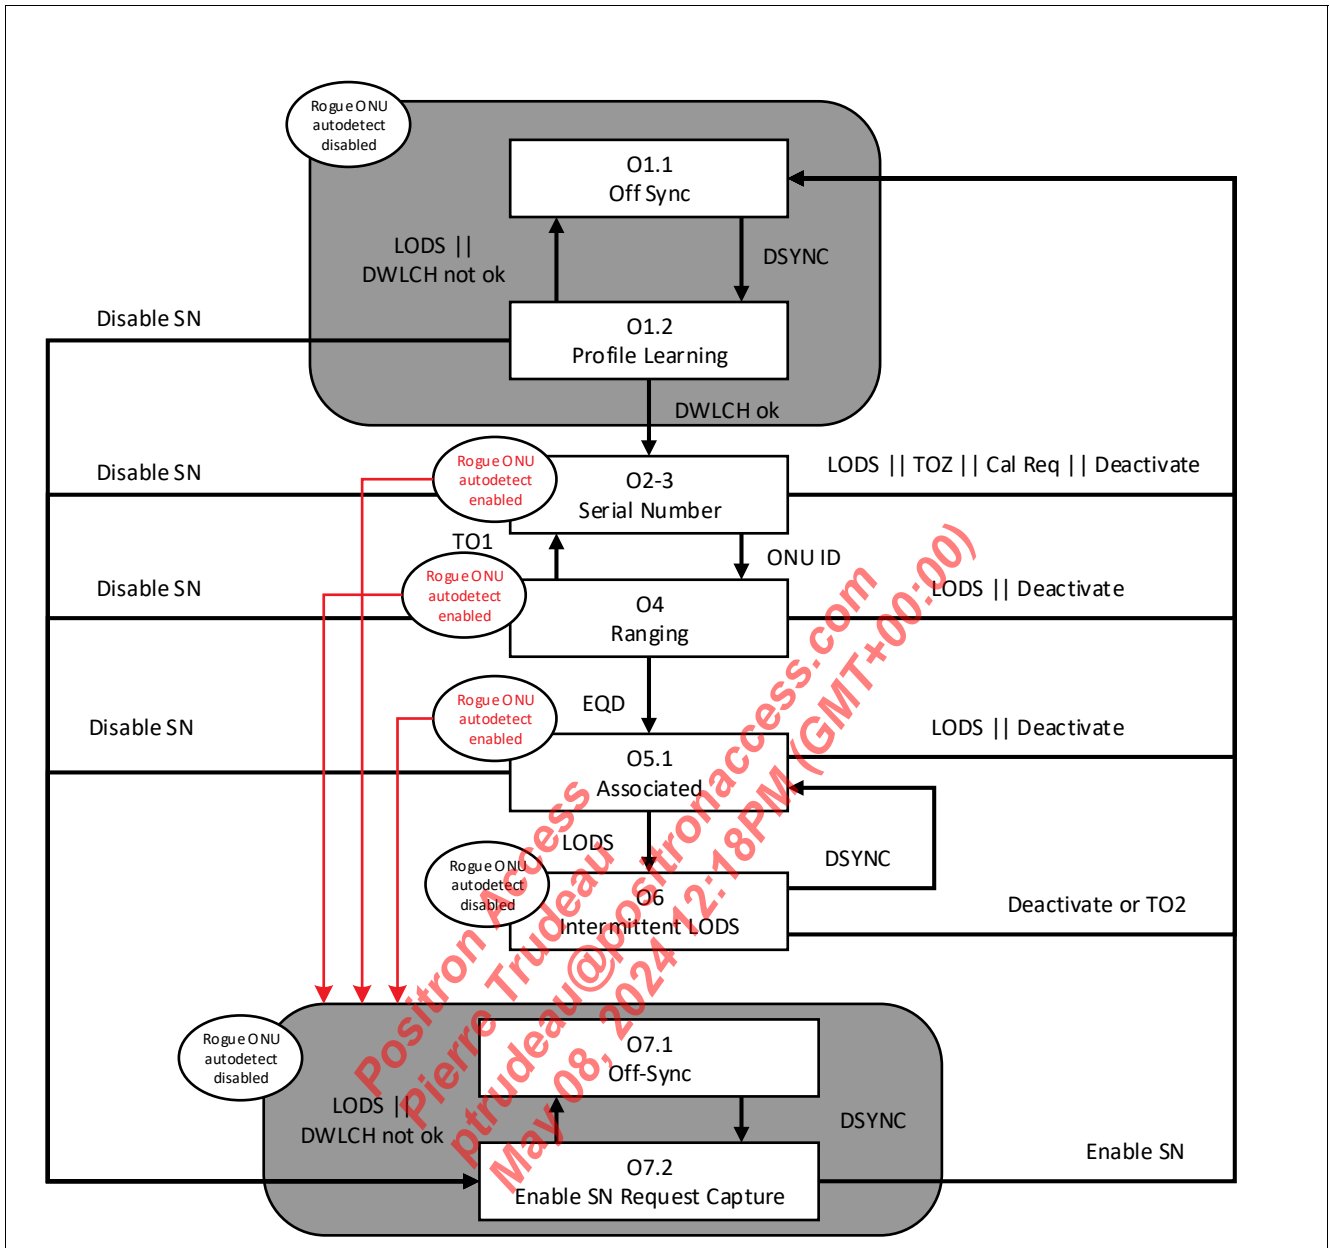 Rogue ONU
autodetect
disabled
O1.1
Off Sync
LODS ||
DWLCH not ok
DSYNC
Disable SN
O1.2
Profile Learning
DWLCH ok
Disable SN
Rogue ONU
autodetect
enabled
O2-3
Serial Number
LODS || TOZ || Cal Req || Deactivate
TO1
ONU ID
Disable SN
Rogue ONU
autodetect
enabled
O4
Ranging
LODS || Deactivate
EQD
Disable SN
Rogue ONU
autodetect
enabled
O5.1
Associated
LODS || Deactivate
LODS
DSYNC
Rogue ONU
autodetect
disabled
O6
Intermittent LODS
Deactivate or TO2
Rogue ONU
autodetect
disabled
O7.1
Off-Sync
LODS ||
DWLCH not ok
DSYNC
O7.2
Enable SN Request Capture
Enable SN
Positron Access
Pierre Trudeau
ptrudeau@positronaccess.com
May 08, 2024 12:18PM (GMT+00:00)